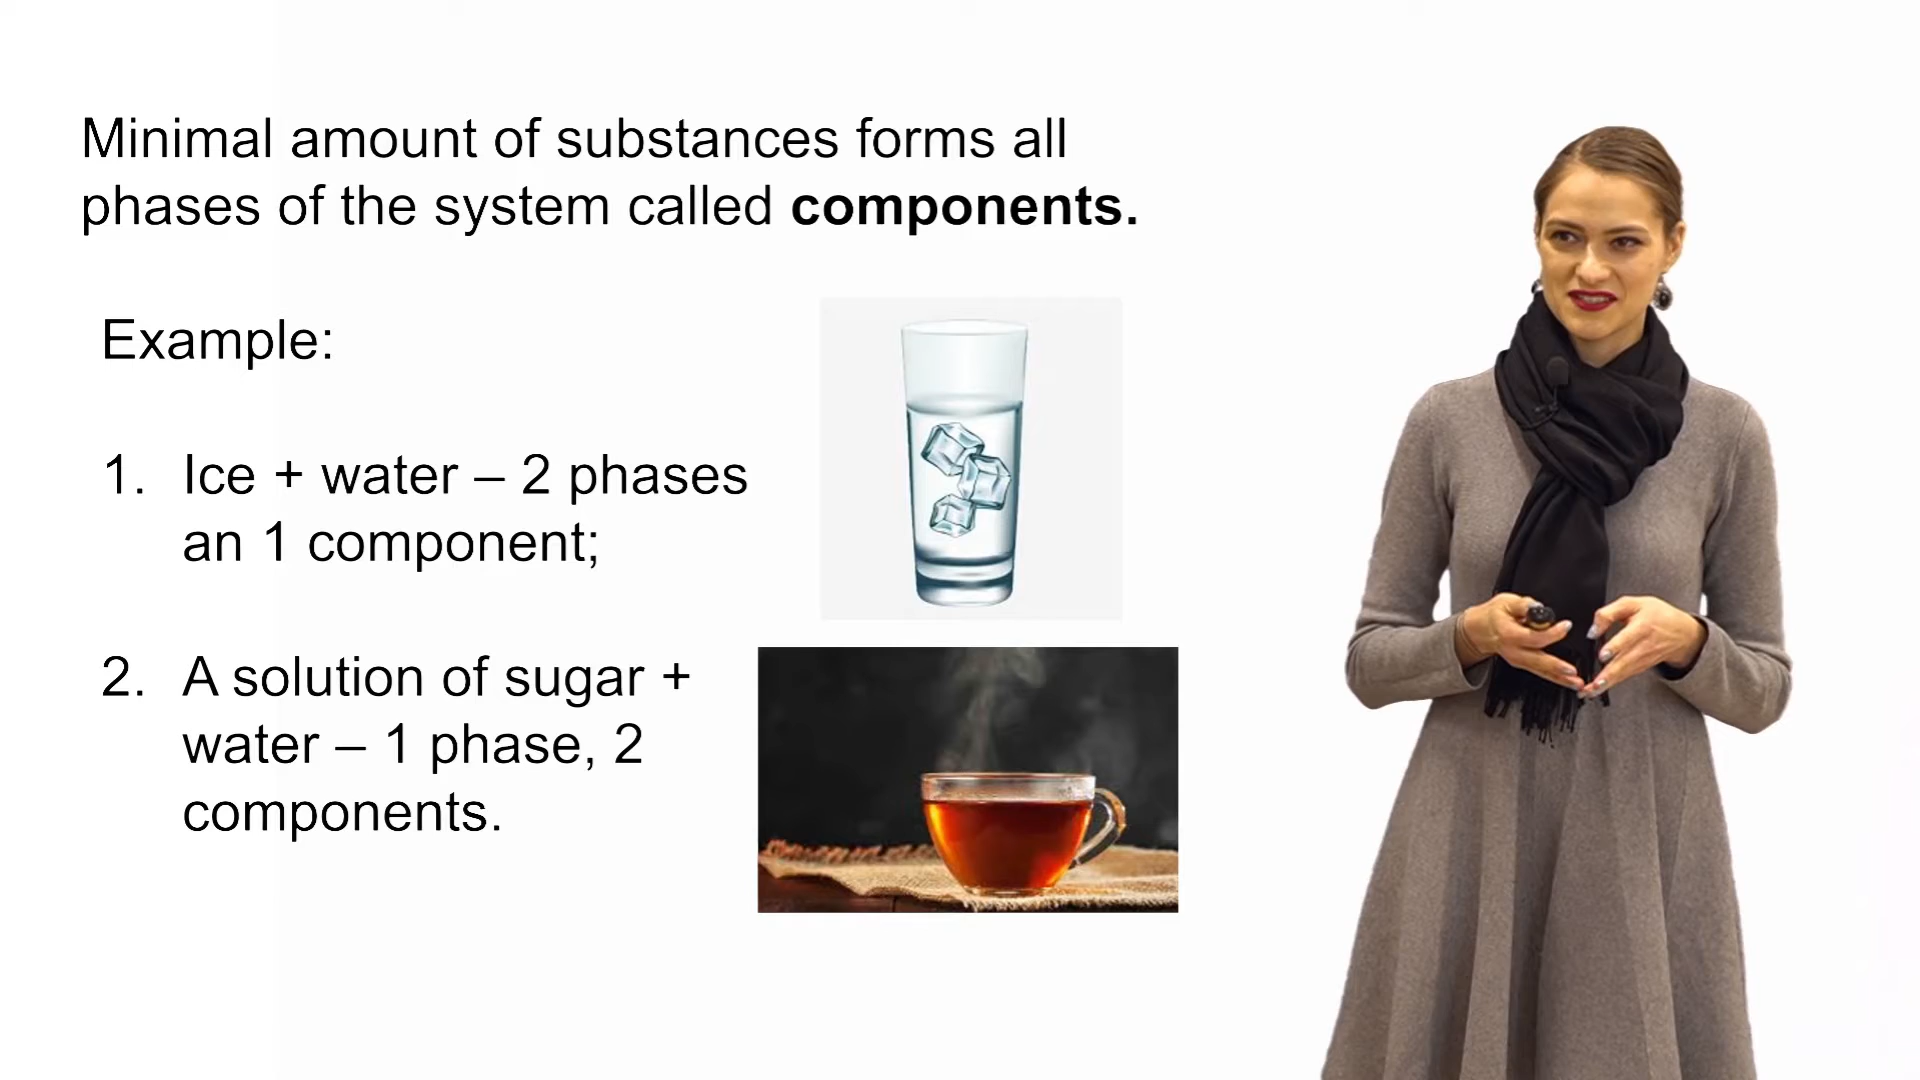 Minimal amount of substances forms all
phases of the system called components.
Example:
1. Ice + water – 2 phases
an 1 component;
2. A solution of sugar +
water – 1 phase, 2
components.